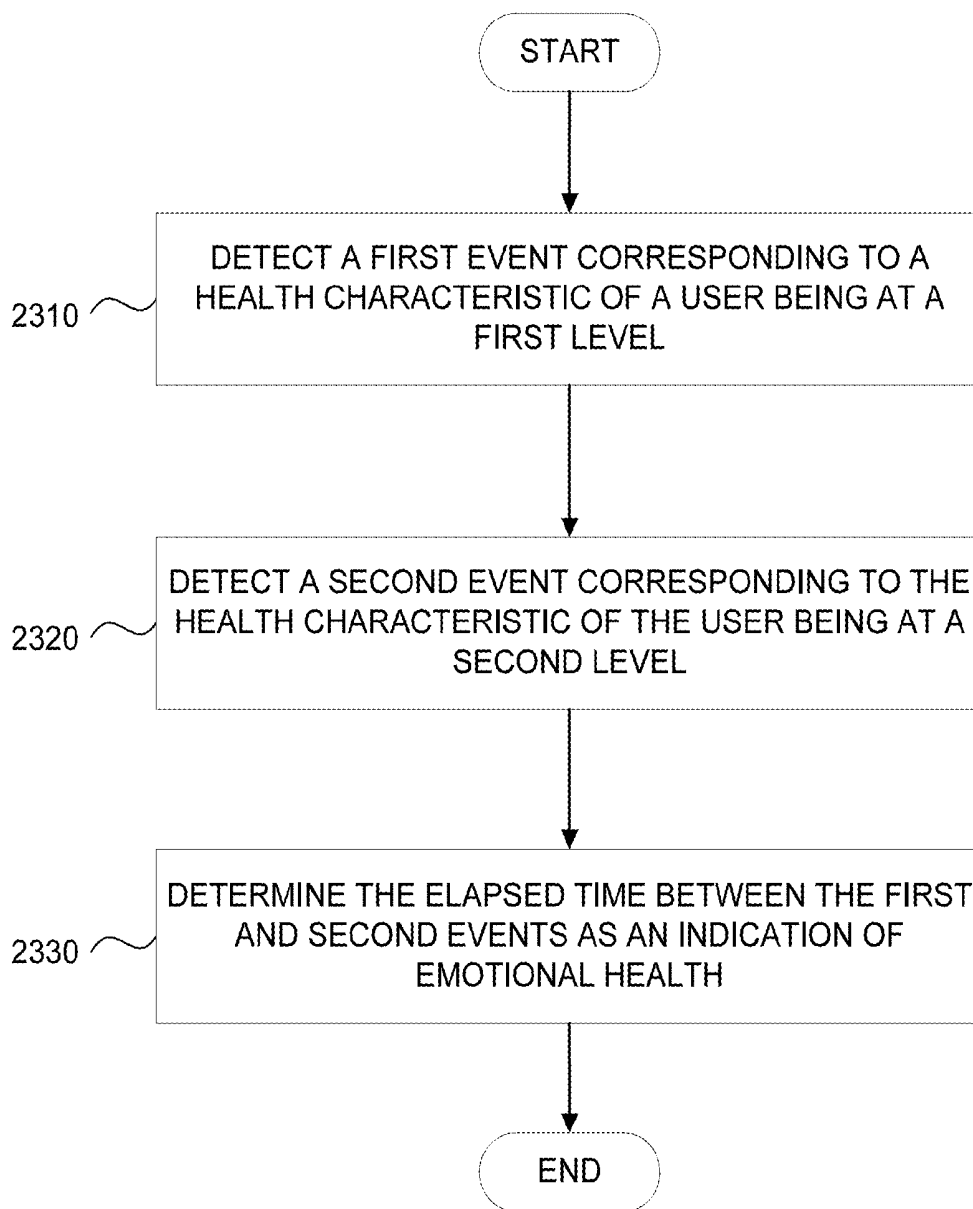 START
2310
DETECT A FIRST EVENT CORRESPONDING TO A
HEALTH CHARACTERISTIC OF A USER BEING AT A
FIRST LEVEL
2320
DETECT A SECOND EVENT CORRESPONDING TO THE
HEALTH CHARACTERISTIC OF THE USER BEING AT A
SECOND LEVEL
2330
DETERMINE THE ELAPSED TIME BETWEEN THE FIRST
AND SECOND EVENTS AS AN INDICATION OF
EMOTIONAL HEALTH
END